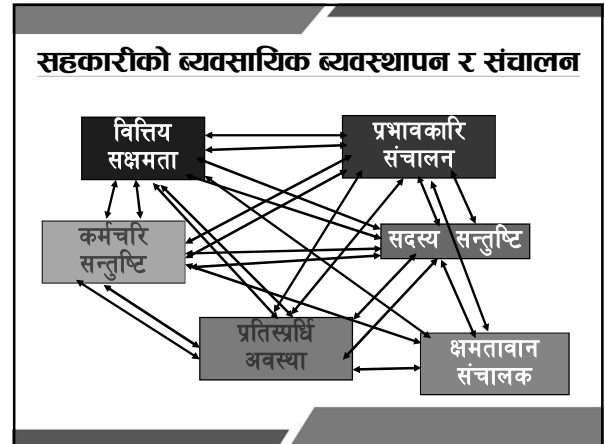 सहकारीको ब्यवसायिक ब्यवस्थापन र संचालन
वित्तिय
सक्षमता
प्रभावकारि
संचालन
कर्मचरि
सन्तुष्टि
सदस्य सन्तुष्टि
प्रतिस्प्रर्धि
अवस्था
क्षमतावान
संचालक